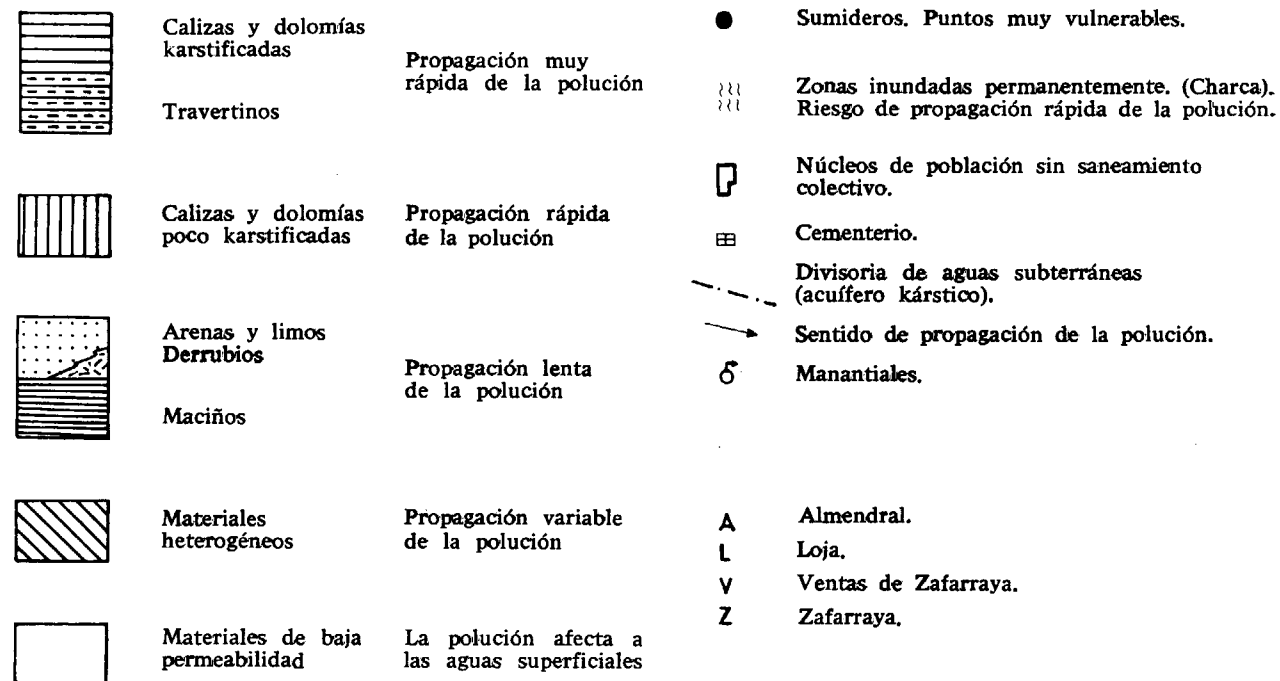 Calizas y dolomías
karstificadas
Travertinos
Propagación muy
rápida de la polución
Calizas y dolomías
poco karstificadas
Propagación rápida
de la polución
Arenas y limos
Derrubios
Maciños
Propagación lenta
de la polución
Materiales
heterogéneos
Propagación variable
de la polución
Materiales de baja
permeabilidad
La polución afecta a
las aguas superficiales
Sumideros. Puntos muy vulnerables.
Zonas inundadas permanentemente. (Charca).
Riesgo de propagación rápida de la polución.
Núcleos de población sin saneamiento
colectivo.
Cementerio.
Divisoria de aguas subterráneas
(acuífero kárstico).
Sentido de propagación de la polución.
Manantiales.
A Almendral.
L Loja.
V Ventas de Zafarraya.
Z Zafarraya.